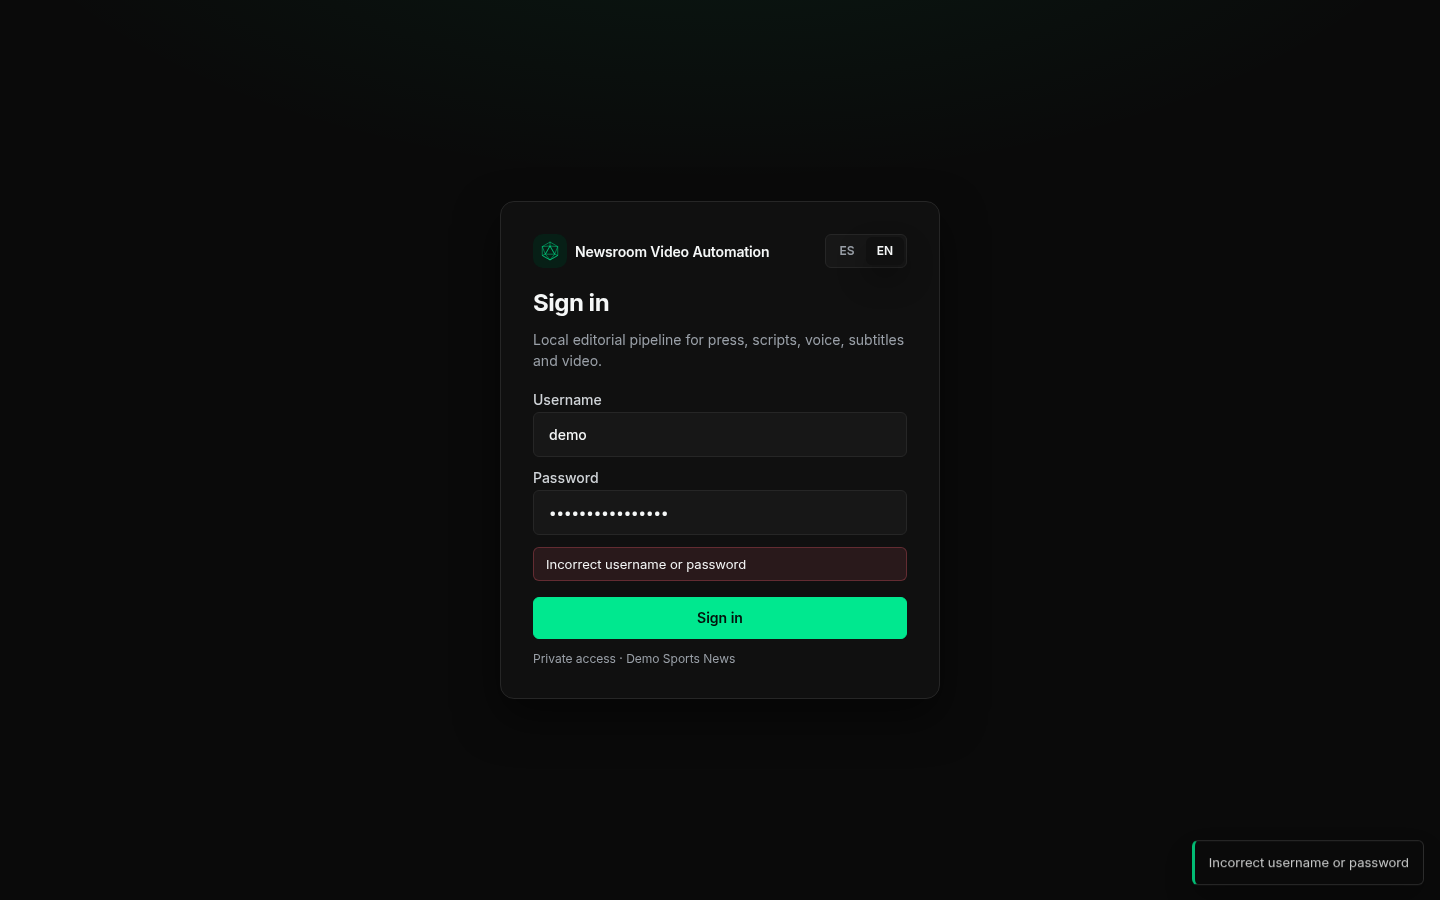 Newsroom Video Automation
ES EN
Sign in
Local editorial pipeline for press, scripts, voice, subtitles
and video.
Username
demo
Password
••••••••••••••••
Incorrect username or password
Sign in
Private access · Demo Sports News
Incorrect username or password